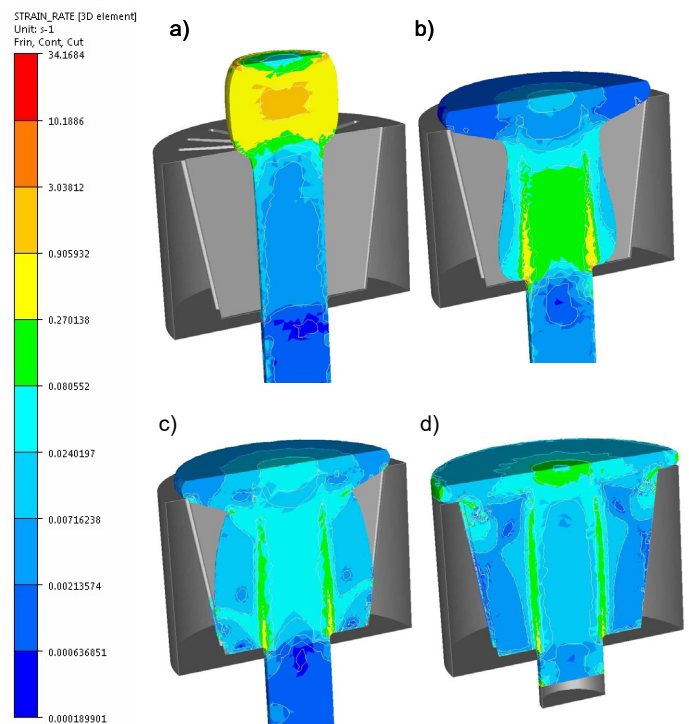 STRAIN_RATE [3D element]
Unit: s-1
Frin, Cont, Cut
34.1684
10.1886
3.03812
0.905932
0.270138
0.080552
0.0240197
0.00716238
0.00213574
0.000636851
0.000189901
a)
b)
c)
d)